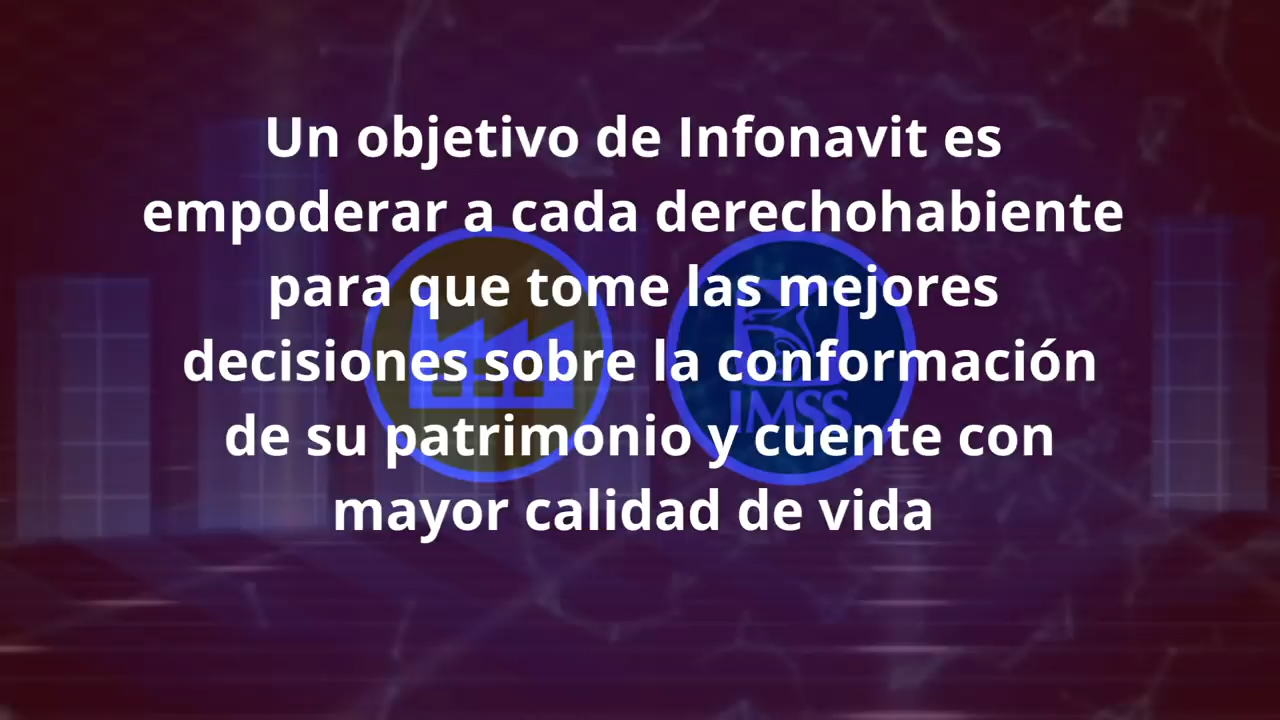 Un objetivo de Infonavit es
empoderar a cada derechohabiente
para que tome las mejores
decisiones sobre la conformación
de su patrimonio y cuente con
mayor calidad de vida
IMSS